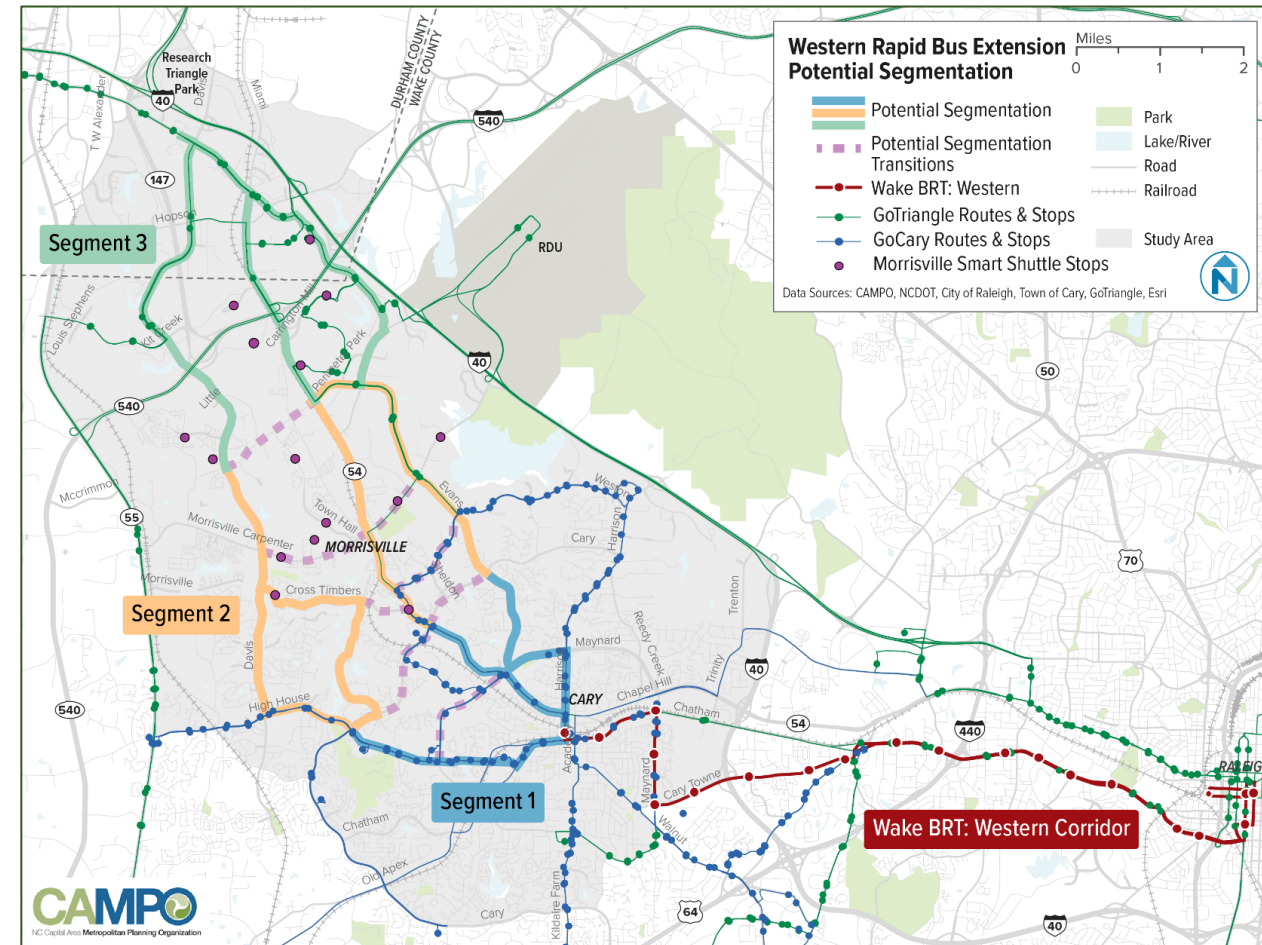 Western Rapid Bus Extension
Potential Segmentation
Miles
0 1 2
Potential Segmentation
Potential Segmentation
Transitions
Wake BRT: Western
GoTriangle Routes & Stops
GoCary Routes & Stops
Morrisville Smart Shuttle Stops
Park
Lake/River
Road
Railroad
Study Area
N
Data Sources: CAMPO, NCDOT, City of Raleigh, Town of Cary, GoTriangle, Esri
Research
Triangle
Park
40
T W Alexander
Davis
Miami
DURHAM COUNTY
WAKE COUNTY
540
147
Hopson
Segment 3
RDU
Louis Stephens
Kit Creek
Carrington Mill
Perimeter Park
40
50
540
Little
54
Mccrimmon
55
Evans
Weston
Harrison
Cary
Town Hall
Morrisville Carpenter
MORRISVILLE
Sheldon
Morrisville
Cross Timbers
Segment 2
Davis
High House
70
Trenton
Reedy Creek
Maynard
Harrison
Chapel Hill
Trinity
40
CARY
Chatham
54
440
540
Academy
Maynard
Cary Towne
Segment 1
Walnut
Chatham
Old Apex
Cary
Kildaire Farm
64
40
RALEIG
Wake BRT: Western Corridor
CAMPO
NC Capital Area Metropolitan Planning Organization